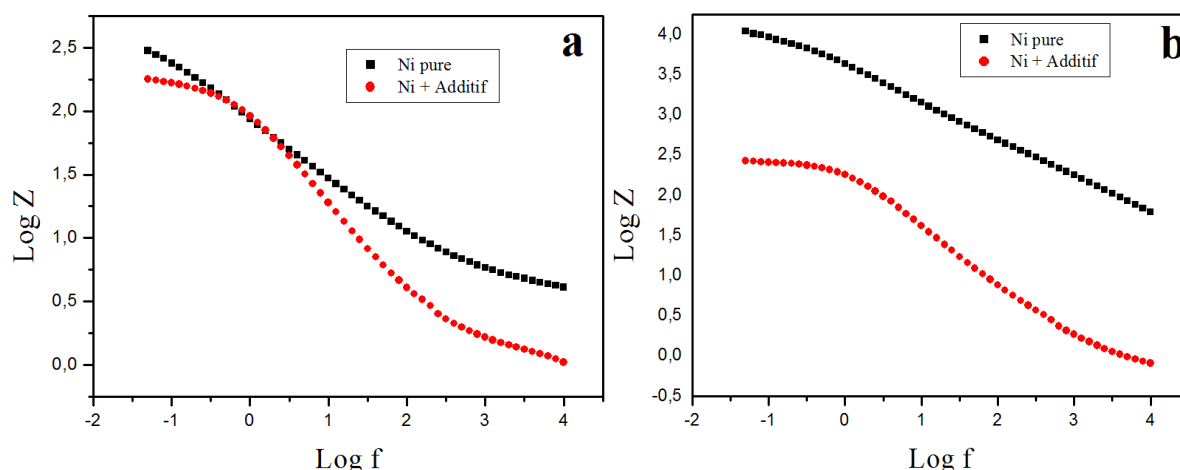 a
Ni pure
Ni + Additif
2,5
2,0
1,5
1,0
0,5
0,0
-2 -1 0 1 2 3 4
Log Z
Log f
b
Ni pure
Ni + Additif
4,0
3,5
3,0
2,5
2,0
1,5
1,0
0,5
0,0
-0,5
-2 -1 0 1 2 3 4
Log Z
Log f